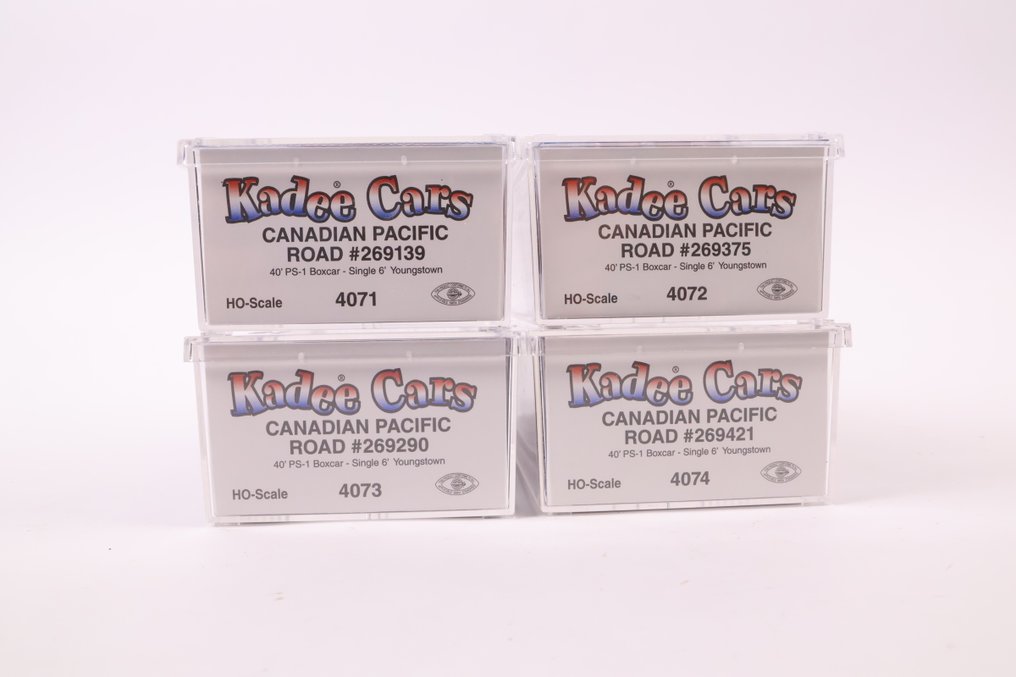 Kadee® Cars
CANADIAN PACIFIC
ROAD #269139
40' PS-1 Boxcar - Single 6' Youngstown
HO-Scale 4071
Kadee® Cars
CANADIAN PACIFIC
ROAD #269375
40' PS-1 Boxcar - Single 6' Youngstown
HO-Scale 4072
Kadee® Cars
CANADIAN PACIFIC
ROAD #269290
40' PS-1 Boxcar - Single 6' Youngstown
HO-Scale 4073
Kadee® Cars
CANADIAN PACIFIC
ROAD #269421
40' PS-1 Boxcar - Single 6' Youngstown
HO-Scale 4074